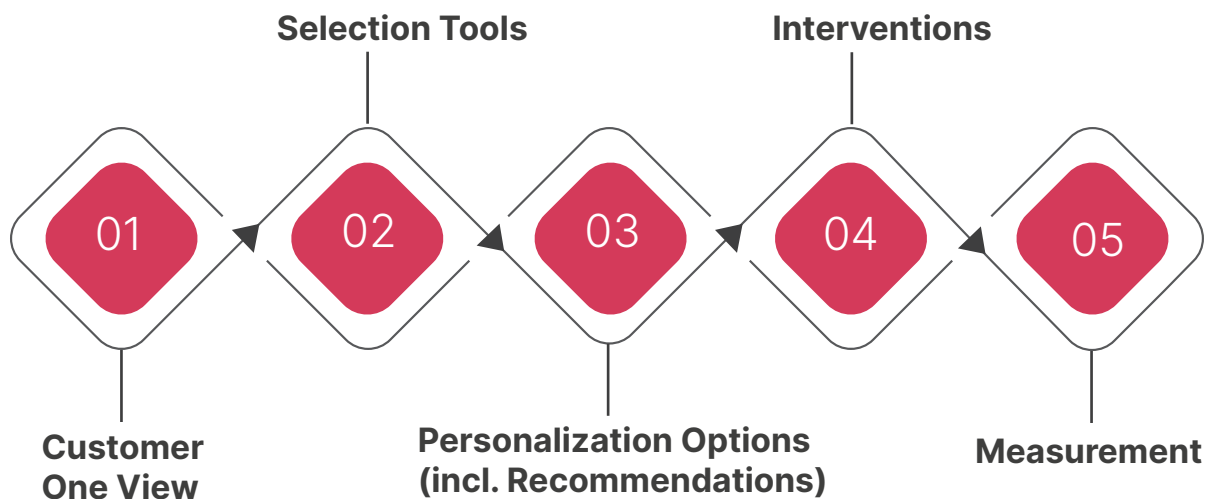 Selection Tools
Interventions
01
02
03
04
05
Customer
One View
Personalization Options
(incl. Recommendations)
Measurement